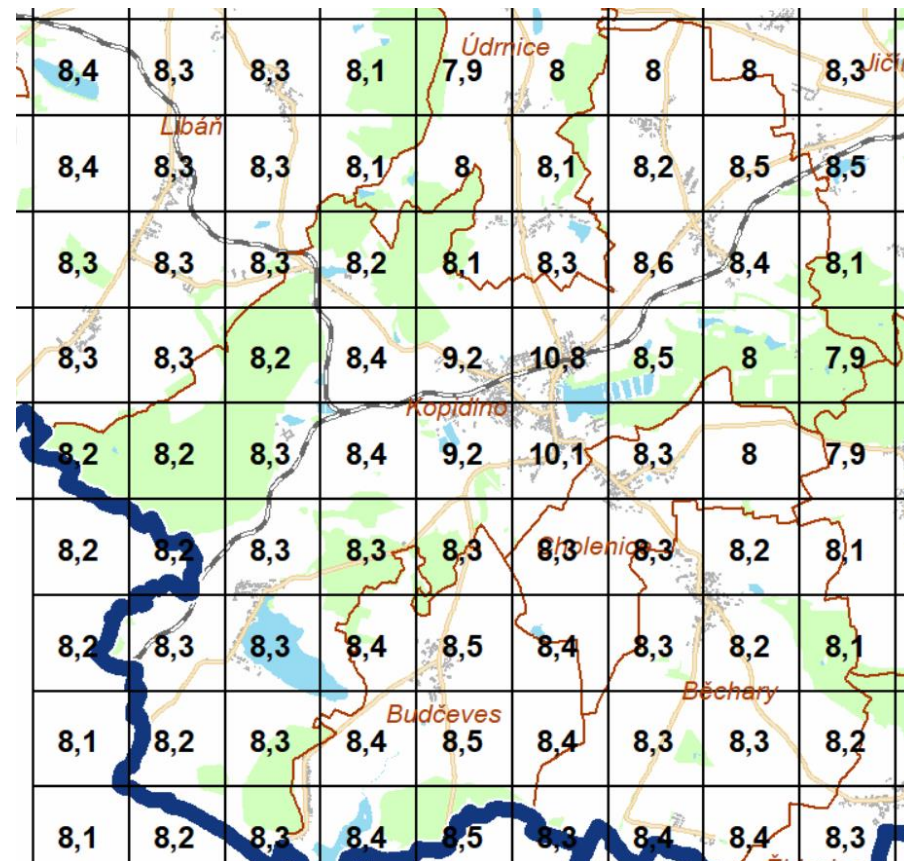 Údrnice
8,4 8,3 8,3 8,1 7,9 8 8 8 8,3 Jičín
Libáň
8,4 8,3 8,3 8,1 8 8,1 8,2 8,5 8,5
8,3 8,3 8,3 8,2 8,1 8,3 8,6 8,4 8,1
8,3 8,3 8,2 8,4 9,2 10,8 8,5 8 7,9
Kopidlno
8,2 8,2 8,3 8,4 9,2 10,1 8,3 8 7,9
Cholenice
8,2 8,2 8,3 8,3 8,3 8,3 8,3 8,2 8,1
8,2 8,3 8,3 8,4 8,5 8,4 8,3 8,2 8,1
Běchary
Budčeves
8,1 8,2 8,3 8,4 8,5 8,4 8,3 8,3 8,2
8,1 8,2 8,3 8,4 8,5 8,3 8,4 8,4 8,3